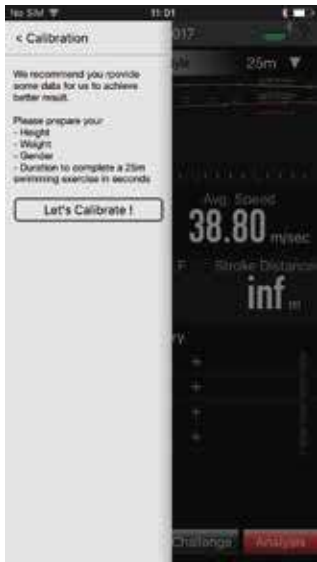 No SIM
11:01
< Calibration
017
25m ▼
We recommend you rpovide
some data for us to achieve
better result.
Please prepare your
- Height
- Weight
- Gender
- Duration to complete a 25m
swimming exercise in seconds
Let's Calibrate !
Avg. Speed
38.80 m/sec
Stroke Distance
inf m
Challenge
Analysis